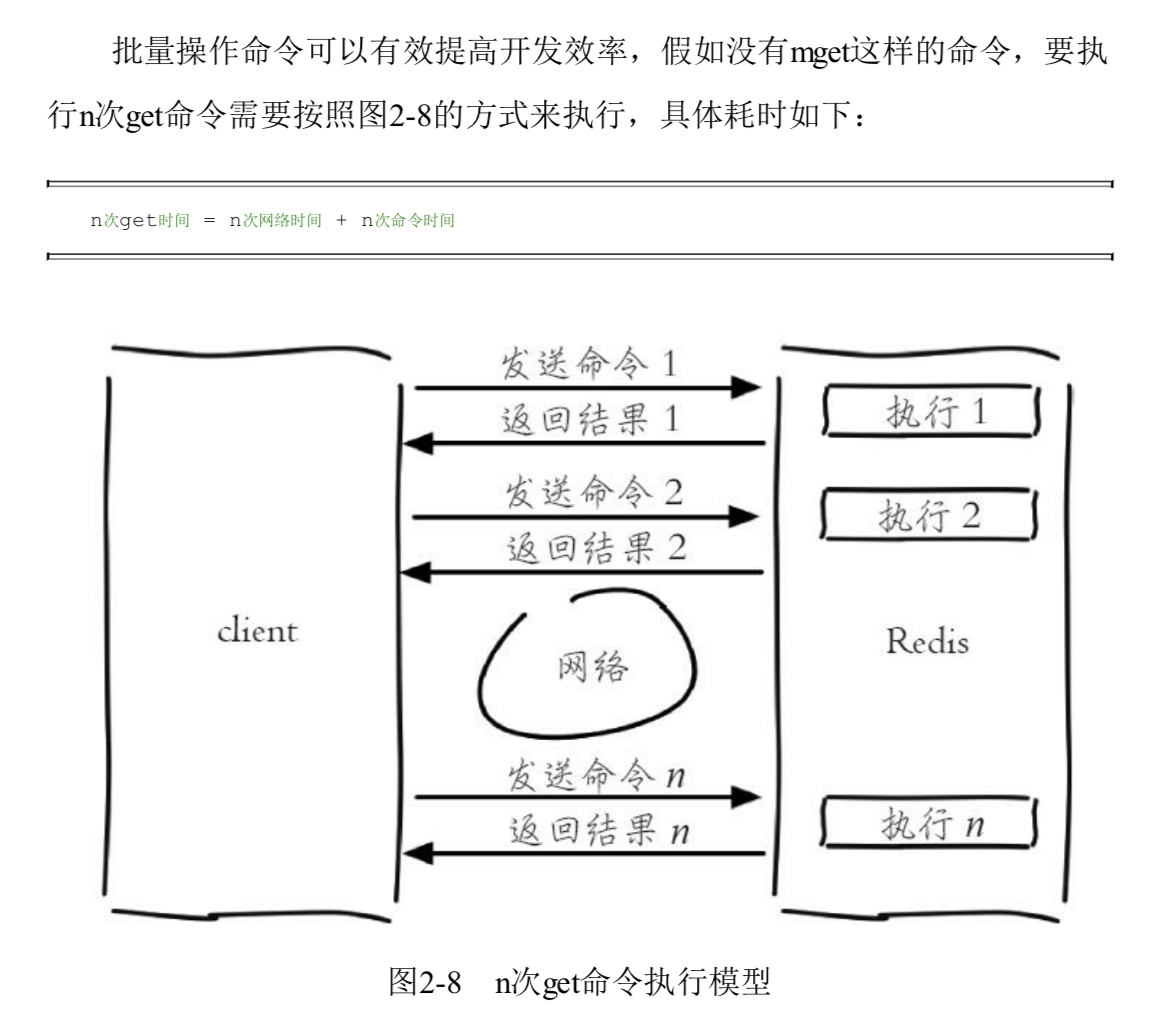 批量操作命令可以有效提高开发效率，假如没有mget这样的命令，要执
行n次get命令需要按照图2-8的方式来执行，具体耗时如下：
n次get时间 = n次网络时间 + n次命令时间
发送命令 1
执行 1
返回结果 1
发送命令 2
执行 2
返回结果 2
client
网络
Redis
发送命令 n
执行 n
返回结果 n
图2-8 n次get命令执行模型